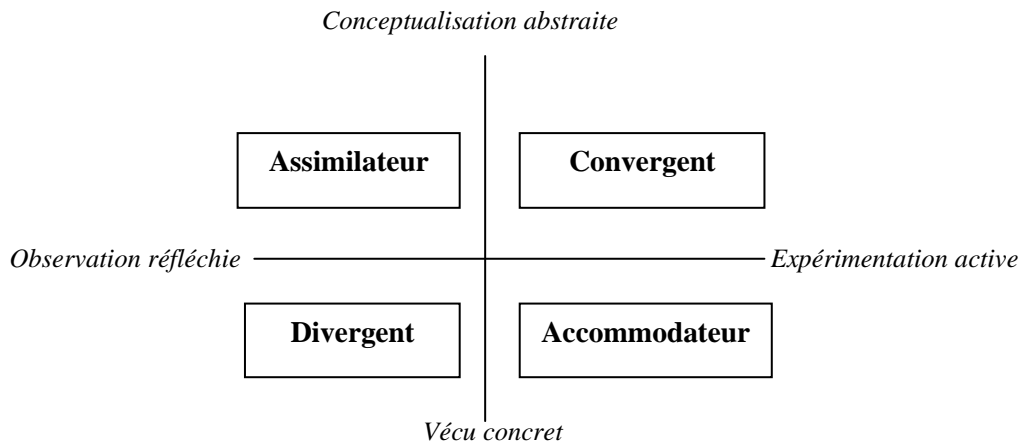 Conceptualisation abstraite
Assimilateur
Convergent
Observation réfléchie
Expérimentation active
Divergent
Accommodateur
Vécu concret